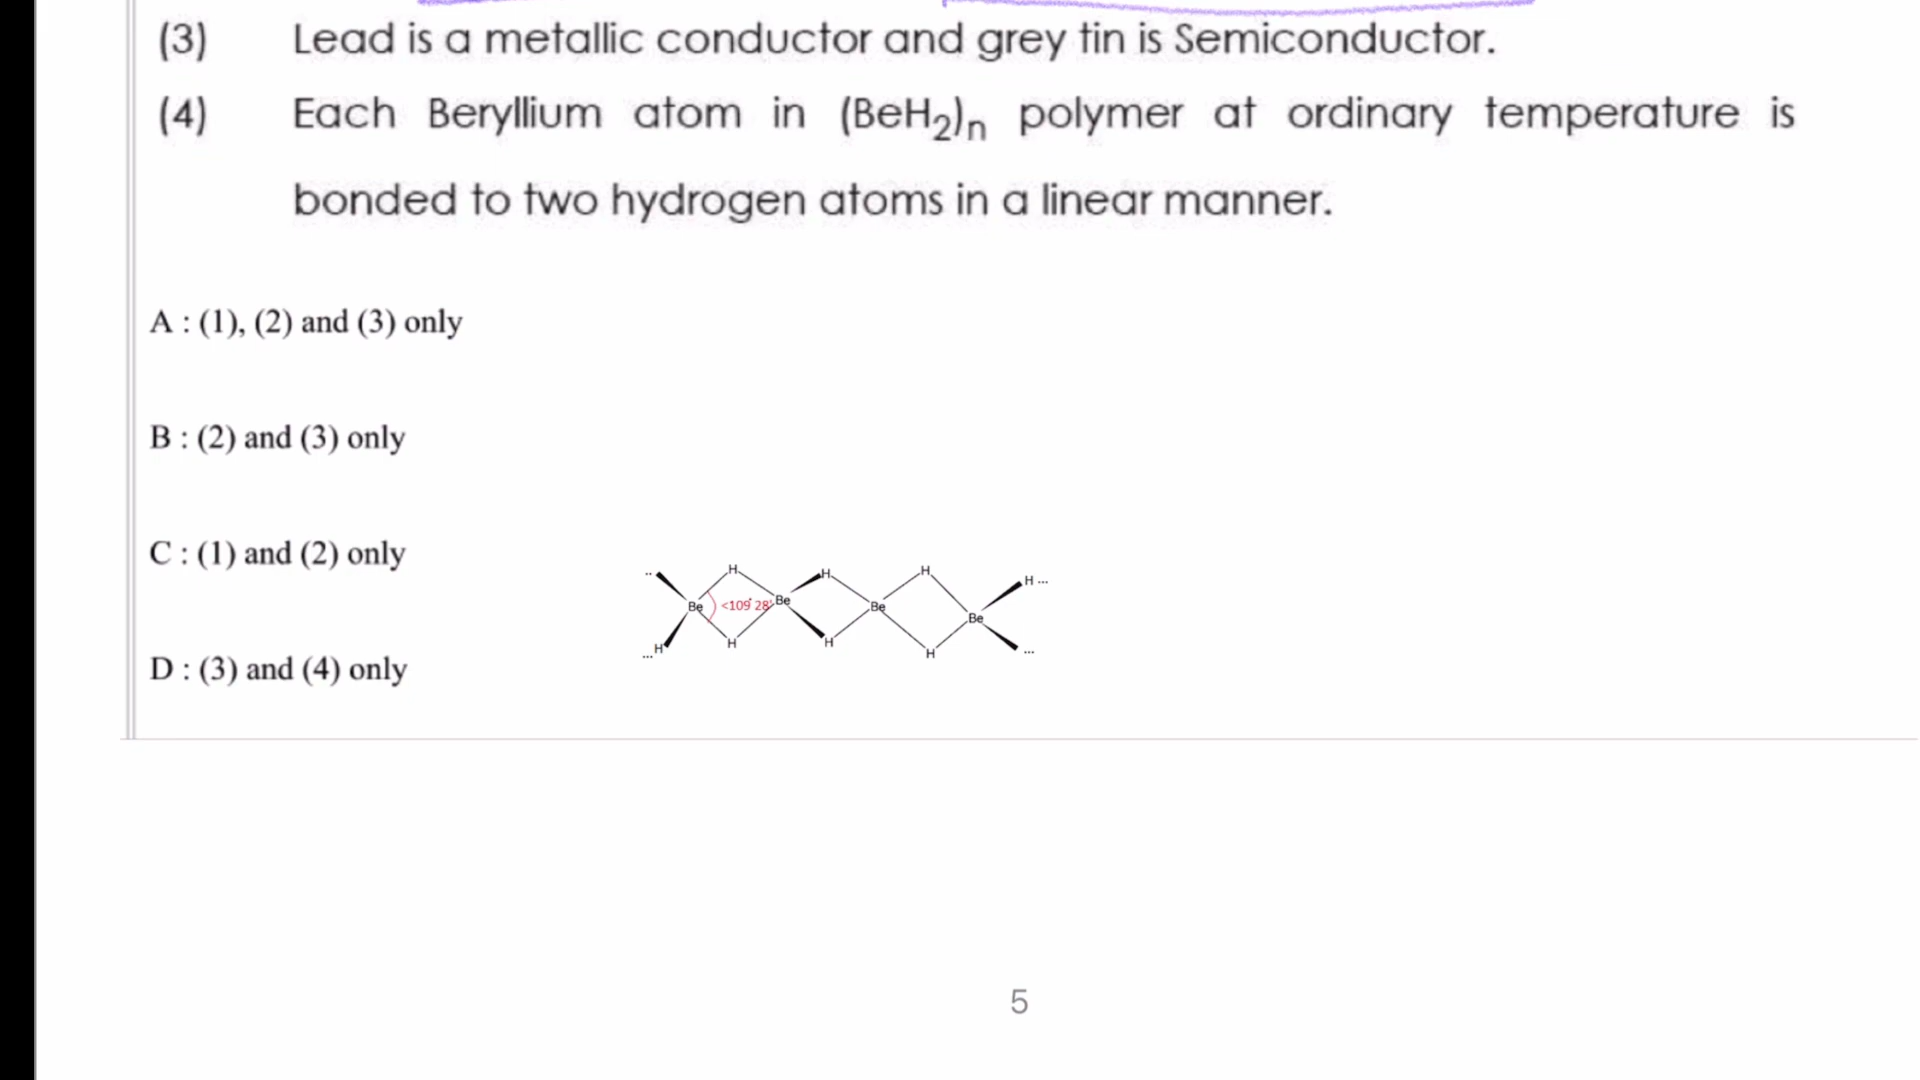 (3) Lead is a metallic conductor and grey tin is Semiconductor.
(4) Each Beryllium atom in (BeH₂)ₙ polymer at ordinary temperature is
bonded to two hydrogen atoms in a linear manner.
A : (1), (2) and (3) only
B : (2) and (3) only
C : (1) and (2) only
D : (3) and (4) only
.. H H H H ...
Be <109° 28' Be Be Be
...H H H H ...
5